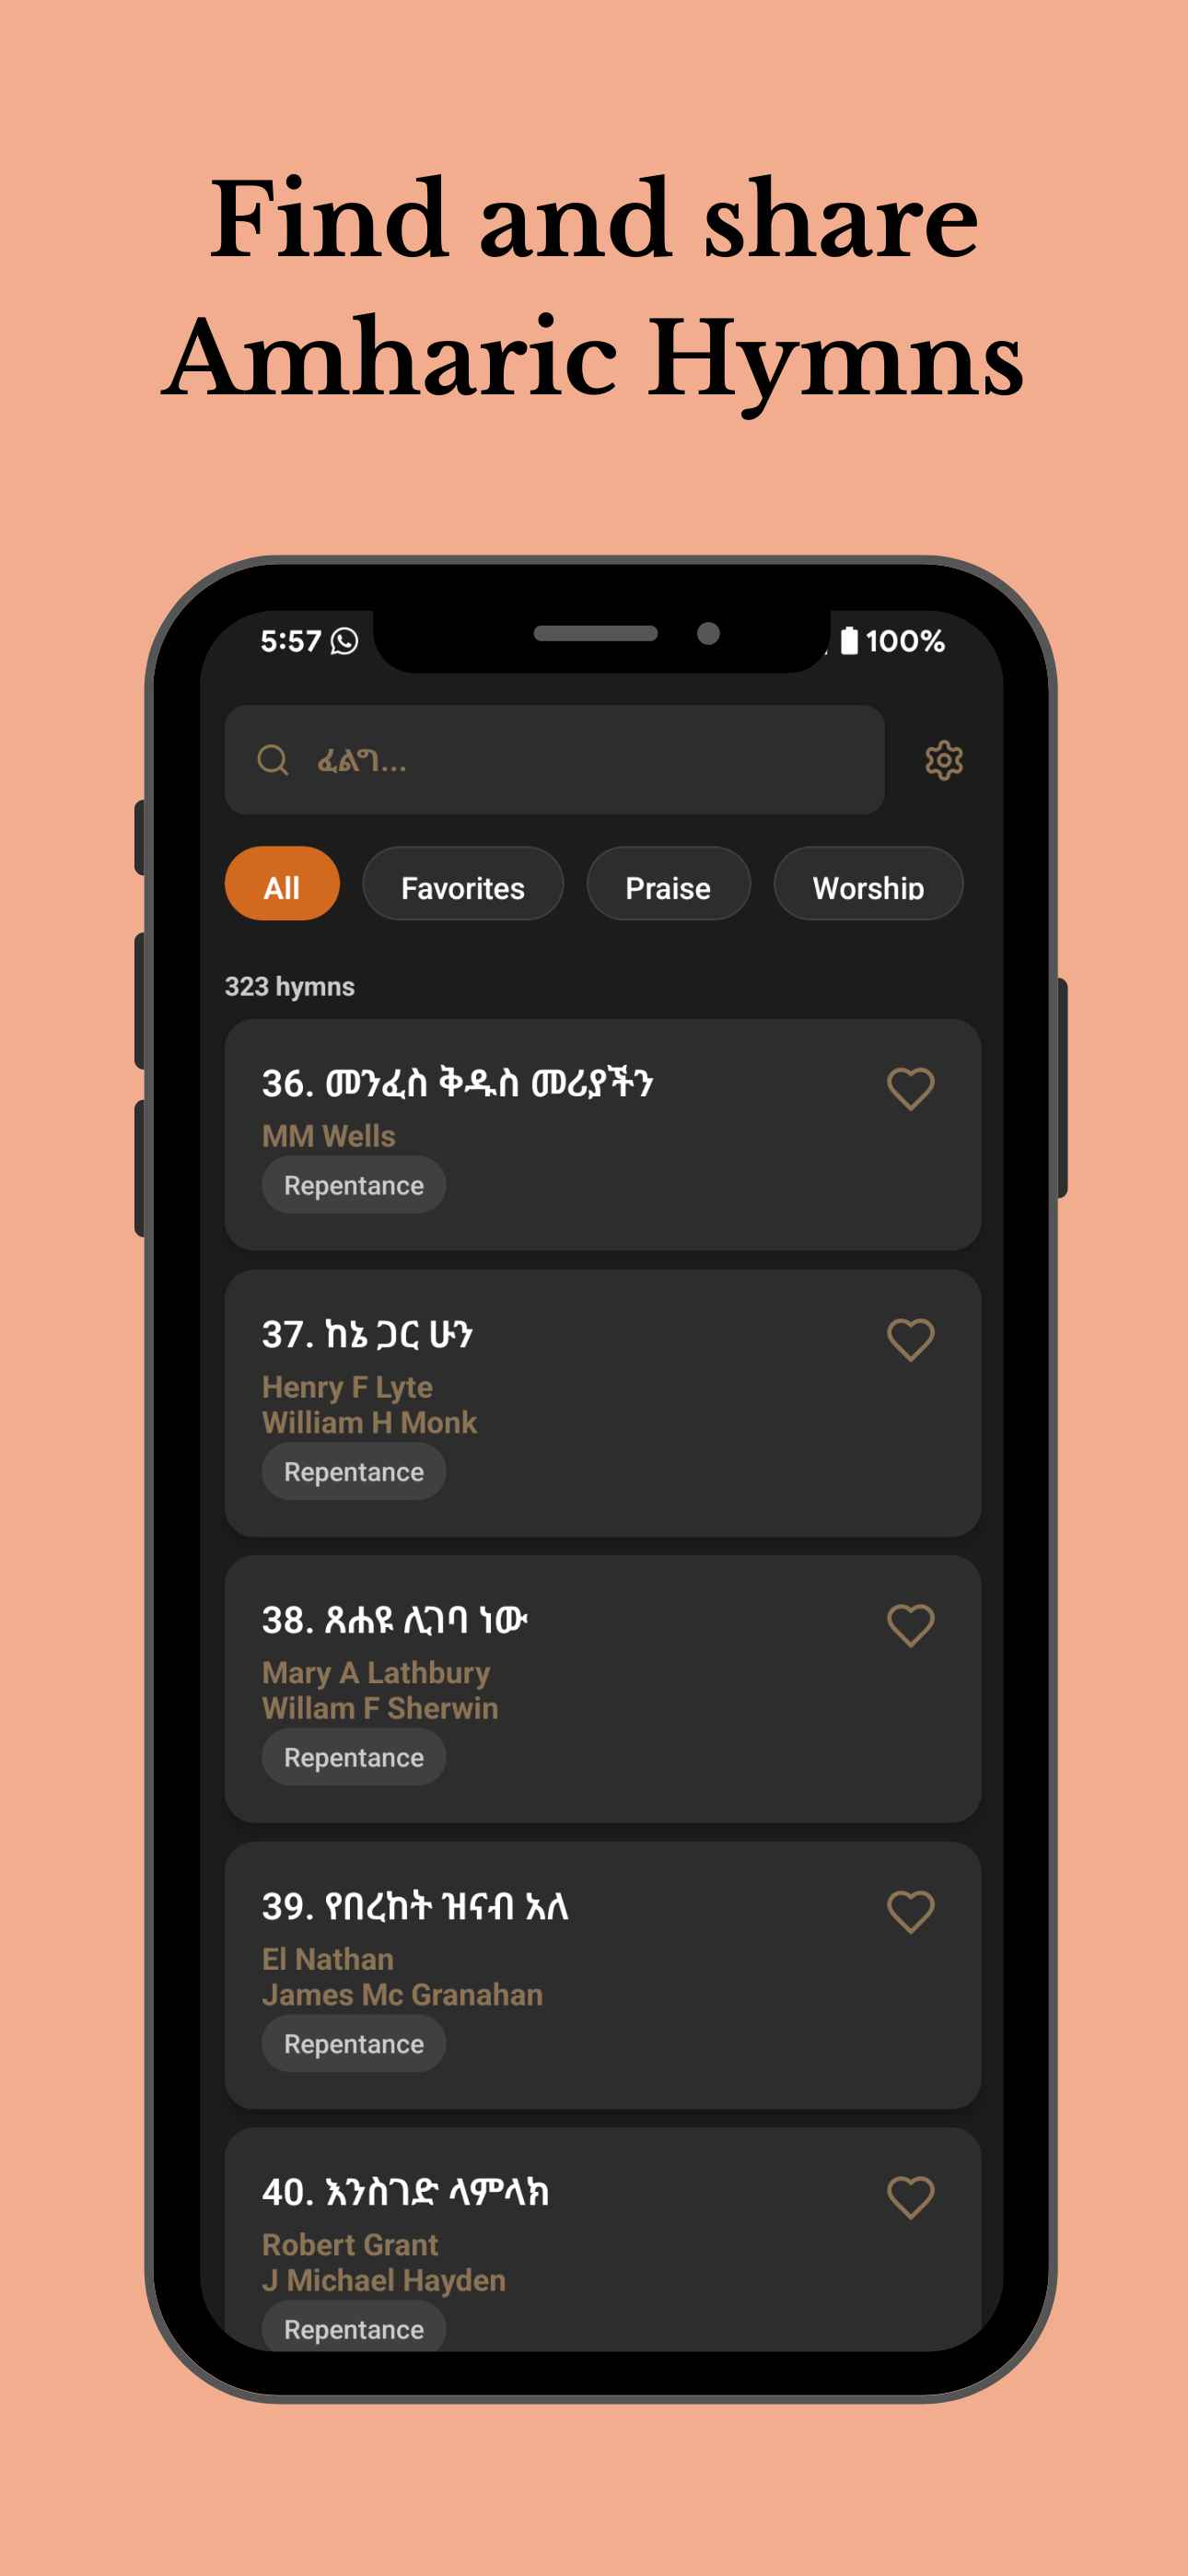 Find and share
Amharic Hymns
5:57
100%
ፈልግ...
All
Favorites
Praise
Worship
323 hymns
36. መንፈስ ቅዱስ መሪያችን
MM Wells
Repentance
37. ከኔ ጋር ሁን
Henry F Lyte
William H Monk
Repentance
38. ጸሐዩ ሊገባ ነው
Mary A Lathbury
Willam F Sherwin
Repentance
39. የበረከት ዝናብ አለ
El Nathan
James Mc Granahan
Repentance
40. እንስገድ ላምላክ
Robert Grant
J Michael Hayden
Repentance